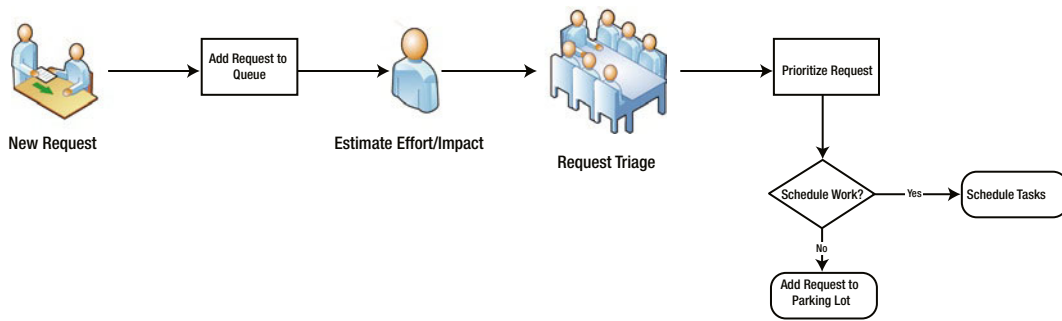 Add Request to
Queue
Prioritize Request
New Request
Estimate Effort/Impact
Request Triage
Schedule Work?
Yes
Schedule Tasks
No
Add Request to
Parking Lot